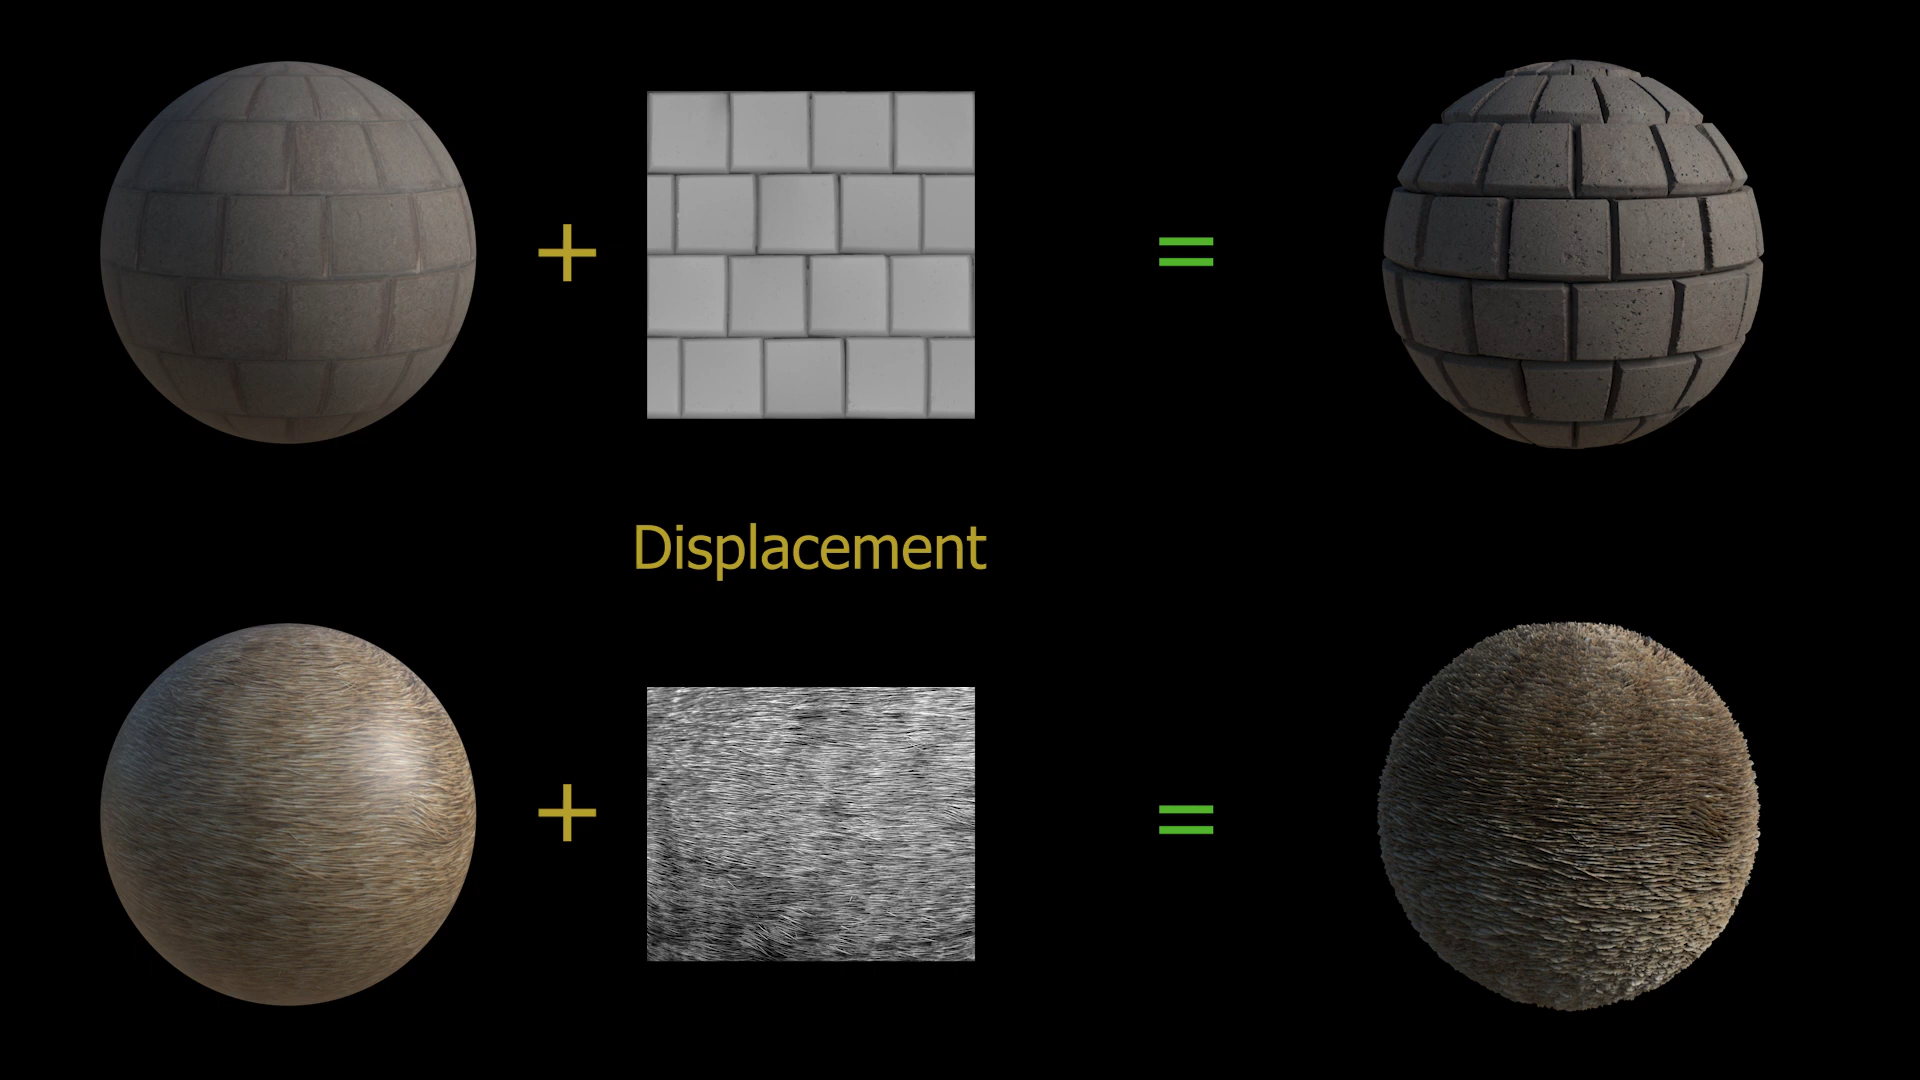 + =
Displacement
+ =